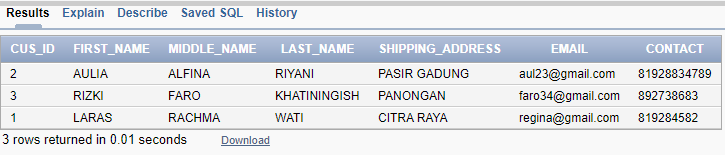 Results Explain Describe Saved SQL History
CUS_ID FIRST_NAME MIDDLE_NAME LAST_NAME SHIPPING_ADDRESS EMAIL CONTACT
2 AULIA ALFINA RIYANI PASIR GADUNG aul23@gmail.com 81928834789
3 RIZKI FARO KHATININGISH PANONGAN faro34@gmail.com 892738683
1 LARAS RACHMA WATI CITRA RAYA regina@gmail.com 819284582
3 rows returned in 0.01 seconds Download